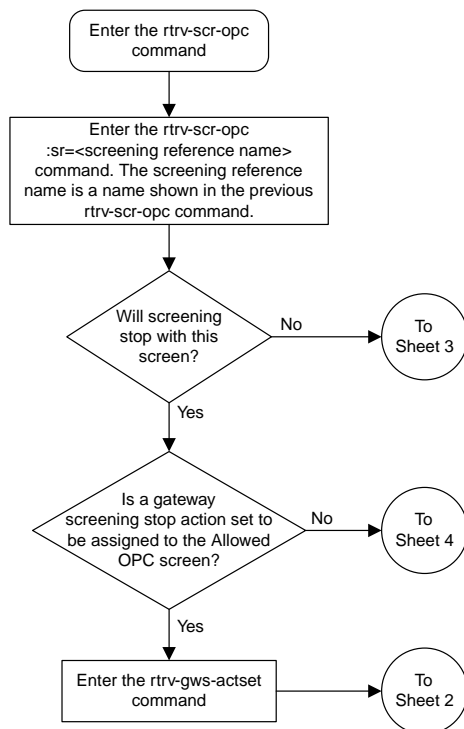 Enter the rtrv-scr-opc
command
Enter the rtrv-scr-opc
:sr=<screening reference name>
command. The screening reference
name is a name shown in the previous
rtrv-scr-opc command.
Will screening
stop with this
screen?
No
To
Sheet 3
Yes
Is a gateway
screening stop action set to
be assigned to the Allowed
OPC screen?
No
To
Sheet 4
Yes
Enter the rtrv-gws-actset
command
To
Sheet 2